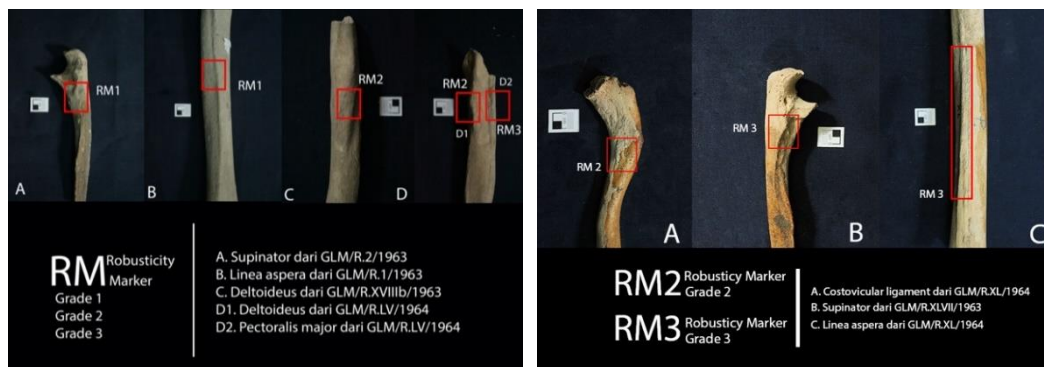 RM1
A
RM1
B
RM2
C
RM2
D2
D1
RM3
D
RM Robusticity
Marker
Grade 1
Grade 2
Grade 3
A. Supinator dari GLM/R.2/1963
B. Linea aspera dari GLM/R.1/1963
C. Deltoideus dari GLM/R.XVIIIb/1963
D1. Deltoideus dari GLM/R.LV/1964
D2. Pectoralis major dari GLM/R.LV/1964
RM 2
A
RM 3
B
RM 3
C
RM2 Robusticy Marker
Grade 2
RM3 Robusticy Marker
Grade 3
A. Costovicular ligament dari GLM/R.XL/1964
B. Supinator dari GLM/R.XLVII/1963
C. Linea aspera dari GLM/R.XL/1964